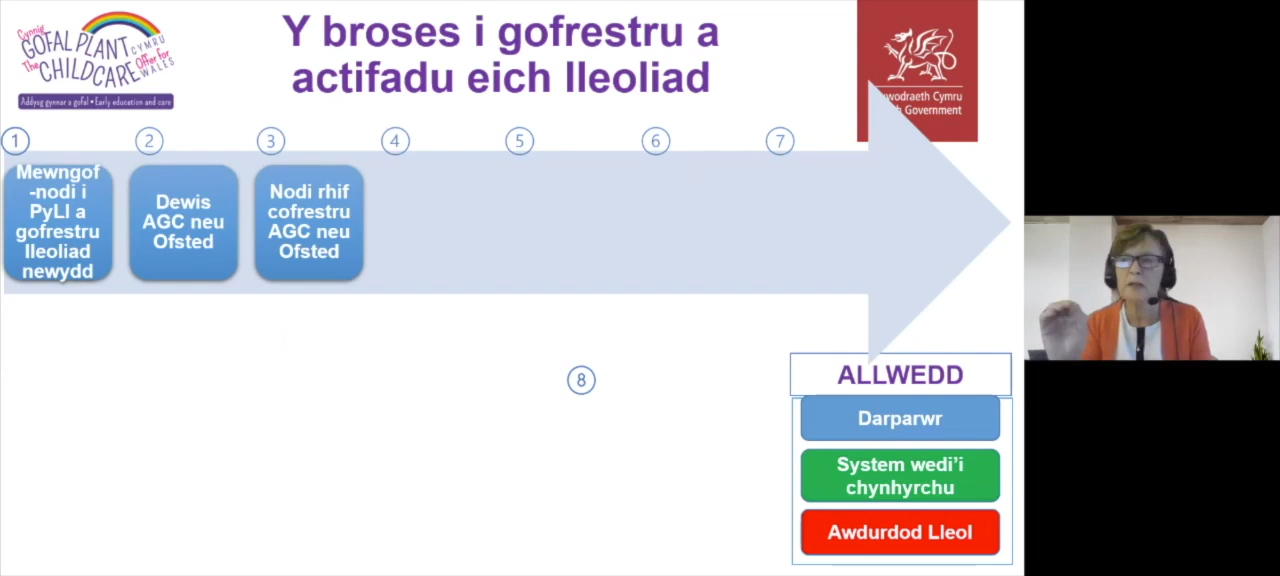 Cynnig
GOFAL PLANT
CYMRU
The CHILDCARE
Offer for
WALES
Addysg gynnar a gofal • Early education and care
Y broses i gofrestru a
actifadu eich lleoliad
wodraeth Cymru
Government
1 2 3 4 5 6 7
Mewngof
-nodi i
PyLl a
gofrestru
lleoliad
newydd
Dewis
AGC neu
Ofsted
Nodi rhif
cofrestru
AGC neu
Ofsted
8
ALLWEDD
Darparwr
System wedi’i
chynhyrchu
Awdurdod Lleol